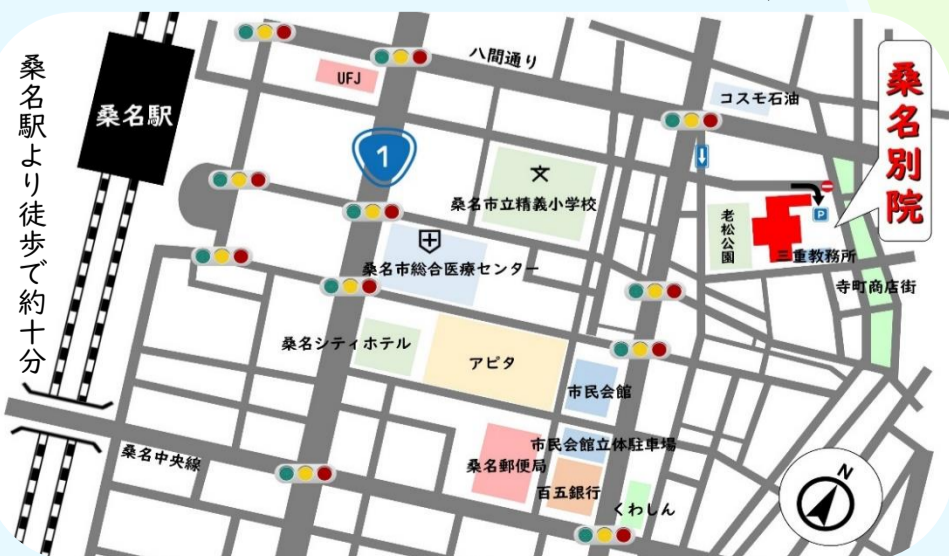 桑名駅より徒歩で約十分
桑名駅
UFJ
八間通り
1
コスモ石油
桑名別院
文
桑名市立精義小学校
老松公園
P
三重教務所
寺町商店街
桑名市総合医療センター
桑名シティホテル
アピタ
市民会館
市民会館立体駐車場
桑名郵便局
百五銀行
くわしん
桑名中央線
N